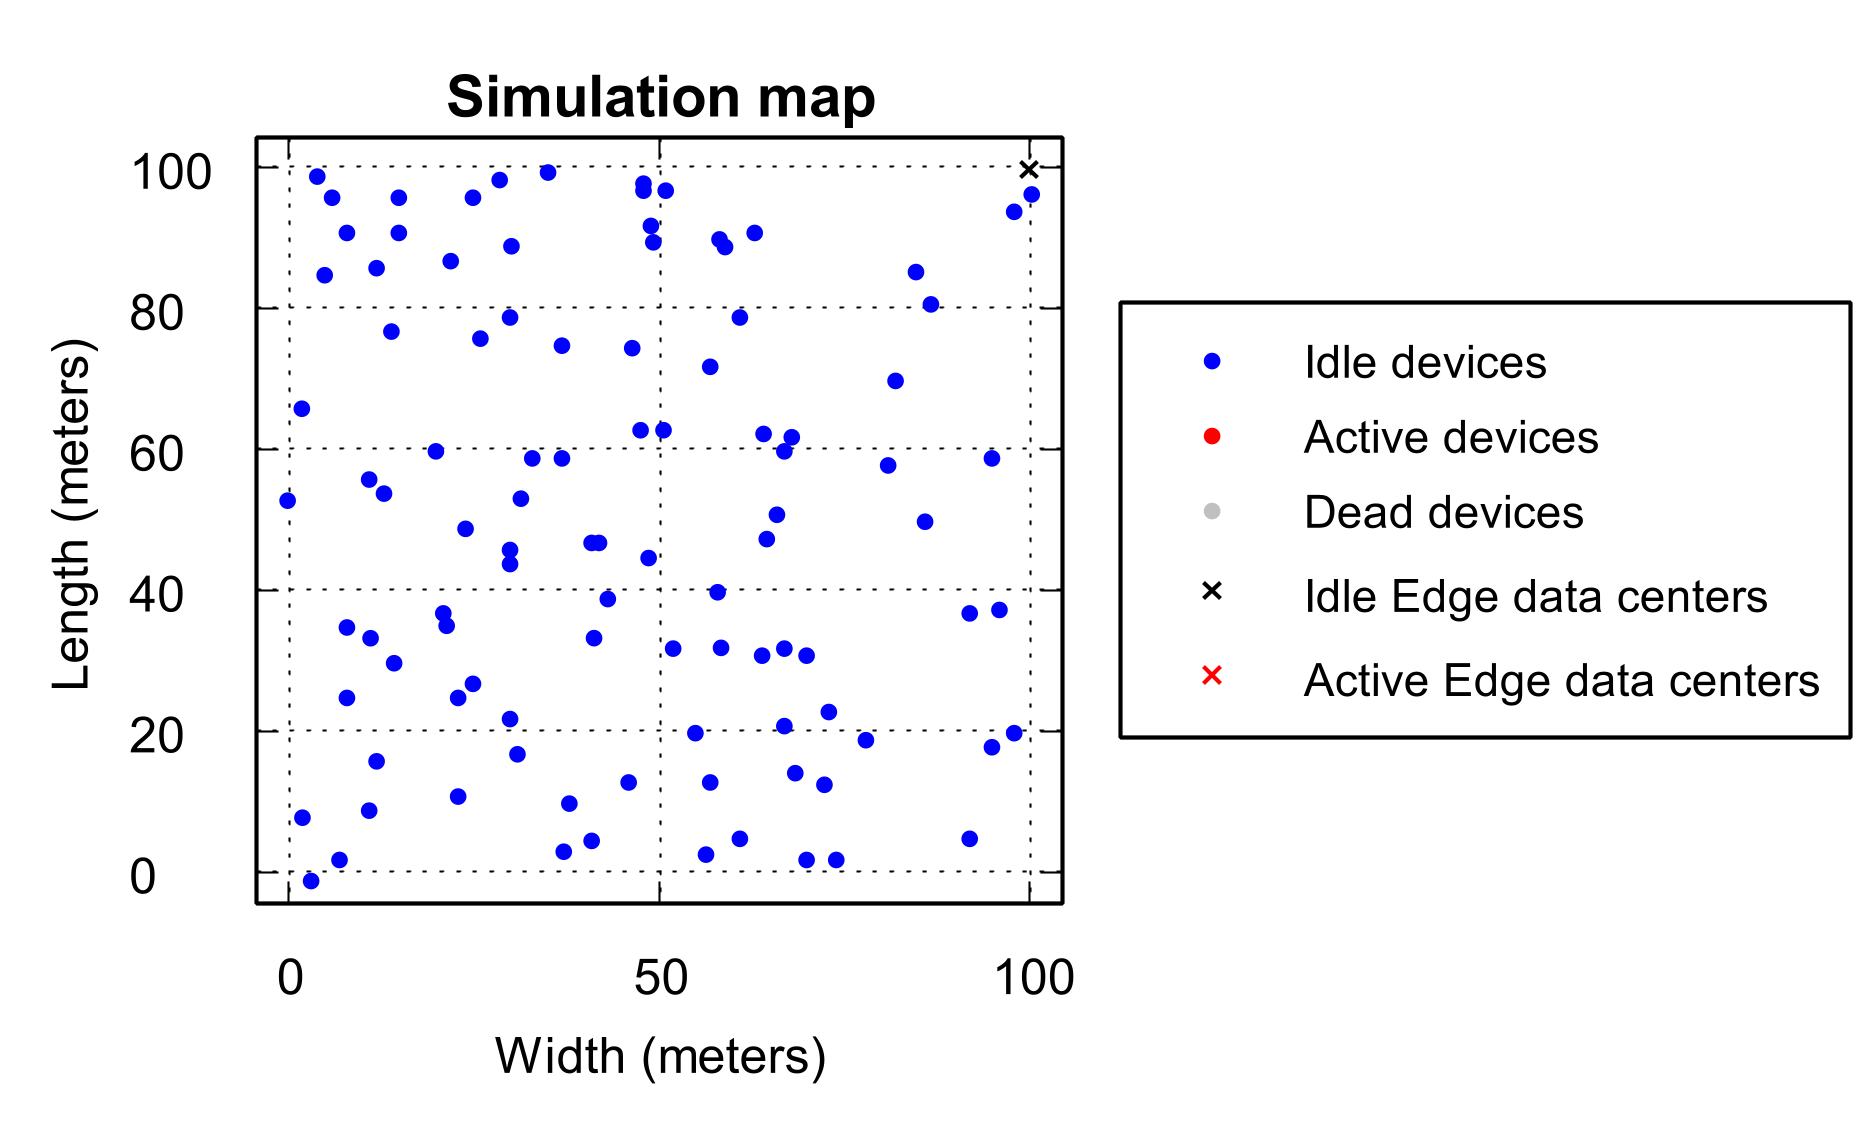 Simulation map
100
80
60
40
20
0
Length (meters)
0
50
100
Width (meters)
Idle devices
Active devices
Dead devices
Idle Edge data centers
Active Edge data centers